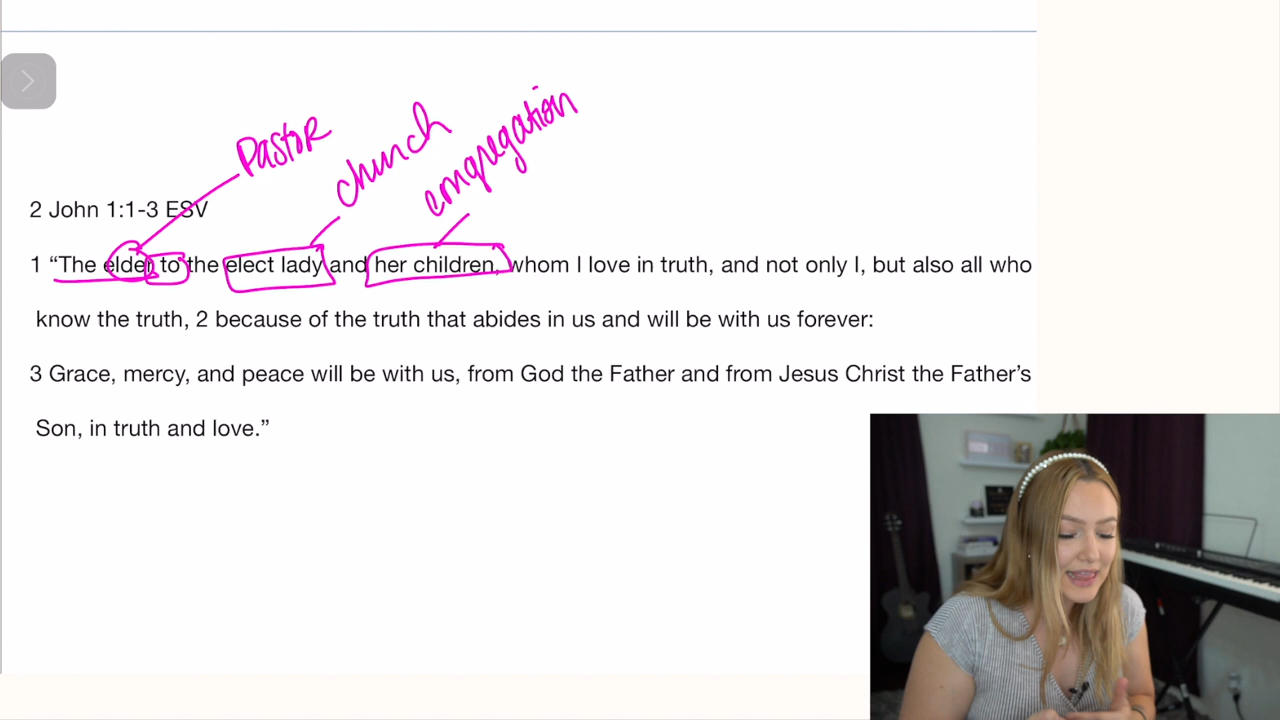 Pastor
church
congregation
2 John 1:1-3 ESV
1 “The elder to the elect lady and her children, whom I love in truth, and not only I, but also all who
know the truth, 2 because of the truth that abides in us and will be with us forever:
3 Grace, mercy, and peace will be with us, from God the Father and from Jesus Christ the Father’s
Son, in truth and love.”